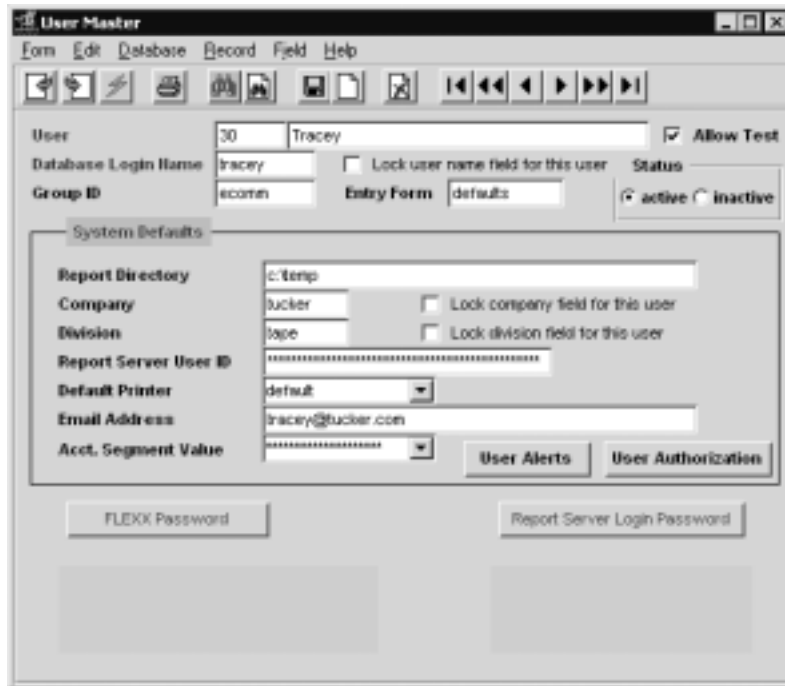 User Master
Form Edit Database Record Field Help
User 30 Tracey Allow Test
Database Login Name tracey Lock user name field for this user Status
Group ID ecomm Entry Form defaults active inactive
System Defaults
Report Directory c:\temp
Company tucker Lock company field for this user
Division tape Lock division field for this user
Report Server User ID
Default Printer default
Email Address tracey@tucker.com
Acct. Segment Value ********************
User Alerts User Authorization
FLEXX Password Report Server Login Password